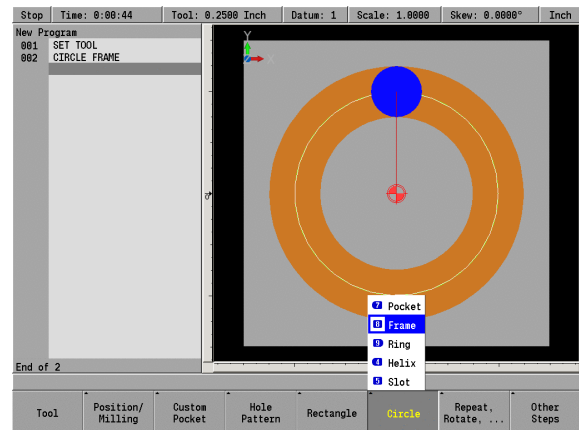 Stop Time: 0:00:44 Tool: 0.2500 Inch Datum: 1 Scale: 1.0000 Skew: 0.0000° Inch
New Program
001 SET TOOL
002 CIRCLE FRAME
Y
X
7 Pocket
8 Frame
9 Ring
4 Helix
5 Slot
End of 2
Tool
Position/
Milling
Custom
Pocket
Hole
Pattern
Rectangle
Circle
Repeat,
Rotate, ...
Other
Steps